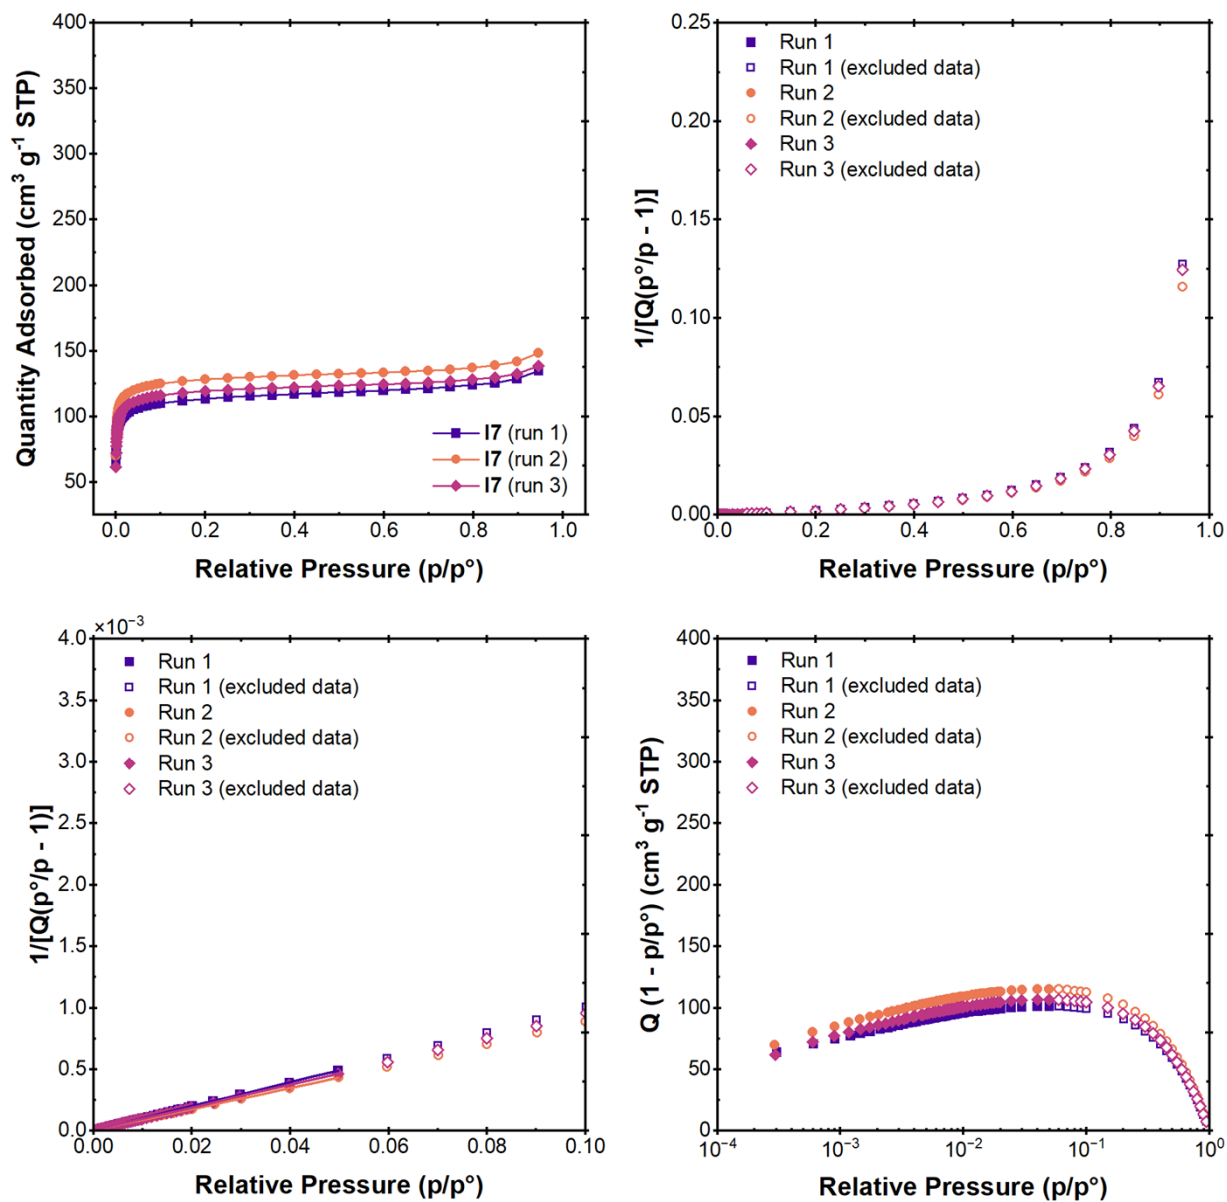 400
350
300
250
200
150
100
50
Quantity Adsorbed (cm³ g⁻¹ STP)
I7 (run 1)
I7 (run 2)
I7 (run 3)
0.0 0.2 0.4 0.6 0.8 1.0
Relative Pressure (p/p°)
0.25
0.20
0.15
0.10
0.05
0.00
1/[Q(p°/p - 1)]
Run 1
Run 1 (excluded data)
Run 2
Run 2 (excluded data)
Run 3
Run 3 (excluded data)
0.0 0.2 0.4 0.6 0.8 1.0
Relative Pressure (p/p°)
×10⁻³
4.0
3.5
3.0
2.5
2.0
1.5
1.0
0.5
0.0
1/[Q(p°/p - 1)]
Run 1
Run 1 (excluded data)
Run 2
Run 2 (excluded data)
Run 3
Run 3 (excluded data)
0.00 0.02 0.04 0.06 0.08 0.10
Relative Pressure (p/p°)
400
350
300
250
200
150
100
50
0
Q (1 - p/p°) (cm³ g⁻¹ STP)
Run 1
Run 1 (excluded data)
Run 2
Run 2 (excluded data)
Run 3
Run 3 (excluded data)
10⁻⁴ 10⁻³ 10⁻² 10⁻¹ 10⁰
Relative Pressure (p/p°)